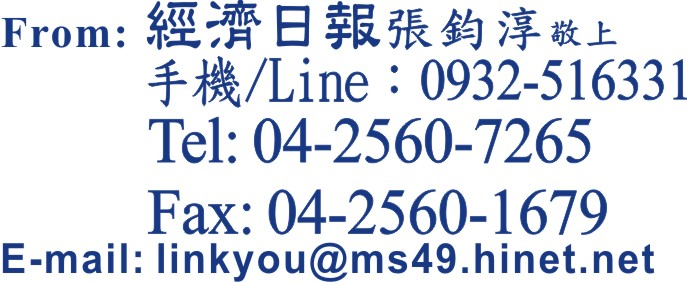 From: 經濟日報張鈞淳敬上
手機/Line：0932-516331
Tel: 04-2560-7265
Fax: 04-2560-1679
E-mail: linkyou@ms49.hinet.net